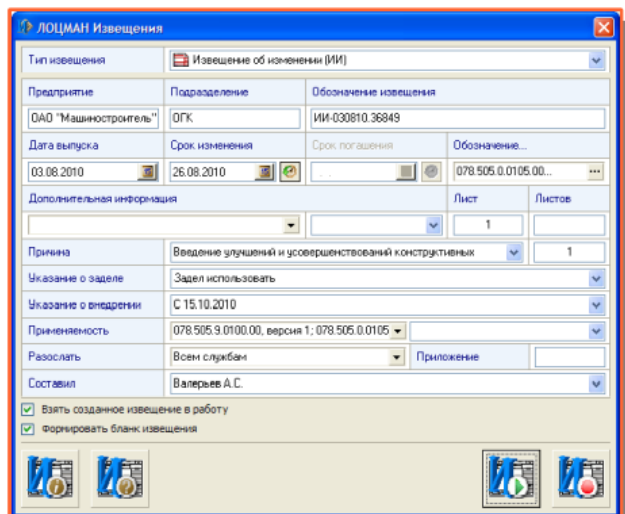 ЛОЦМАН Извещения
Тип извещения Извещение об изменении (ИИ)
Предприятие Подразделение Обозначение извещения
ОАО "Машиностроитель" ОГК ИИ-030810.36849
Дата выпуска Срок изменения Срок погашения Обозначение...
03.08.2010 26.08.2010 . . 078.505.0.0105.00... ...
Дополнительная информация Лист Листов
1
Причина Введение улучшений и усовершенствований конструктивных 1
Указание о заделе Задел использовать
Указание о внедрении С 15.10.2010
Применяемость 078.505.9.0100.00, версия 1; 078.505.0.0105
Разослать Всем службам Приложение
Составил Валерьев А.С.
Взять созданное извещение в работу
Формировать бланк извещения